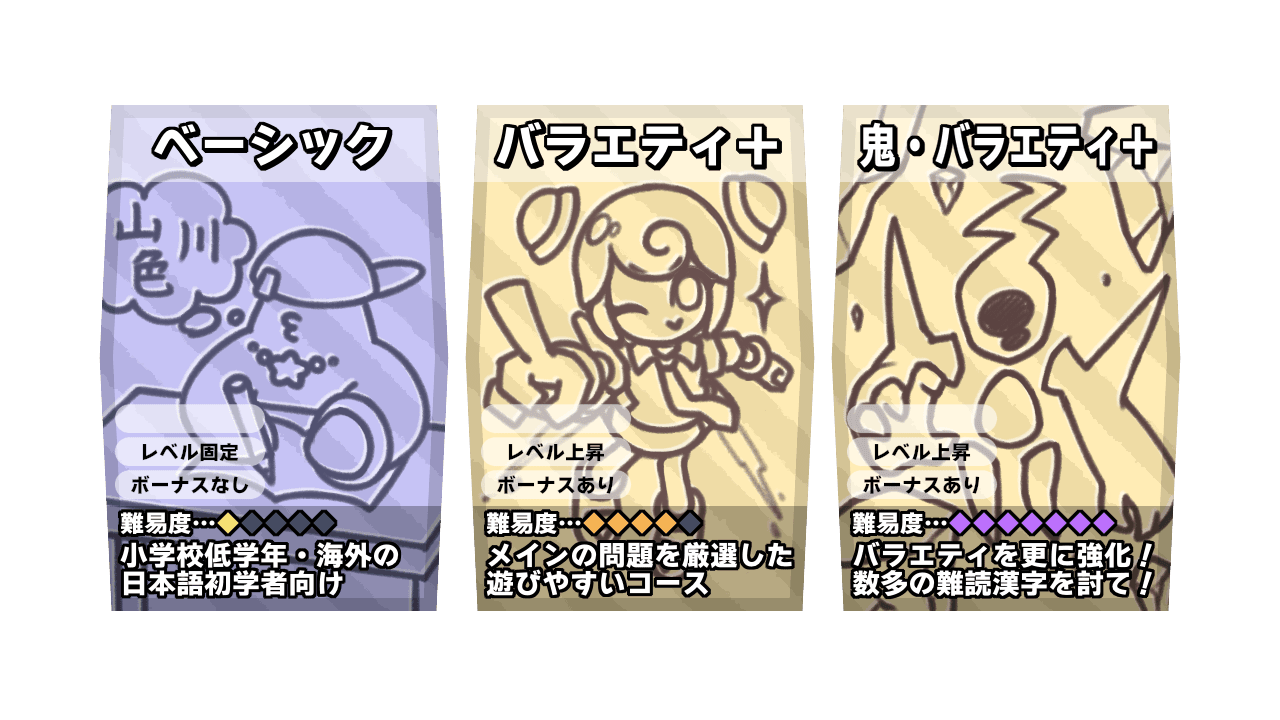 ベーシック
山川
色
レベル固定
ボーナスなし
難易度…
小学校低学年・海外の
日本語初学者向け
バラエティ＋
レベル上昇
ボーナスあり
難易度…
メインの問題を厳選した
遊びやすいコース
鬼・バラエティ＋
レベル上昇
ボーナスあり
難易度…
バラエティを更に強化！
数多の難読漢字を討て！